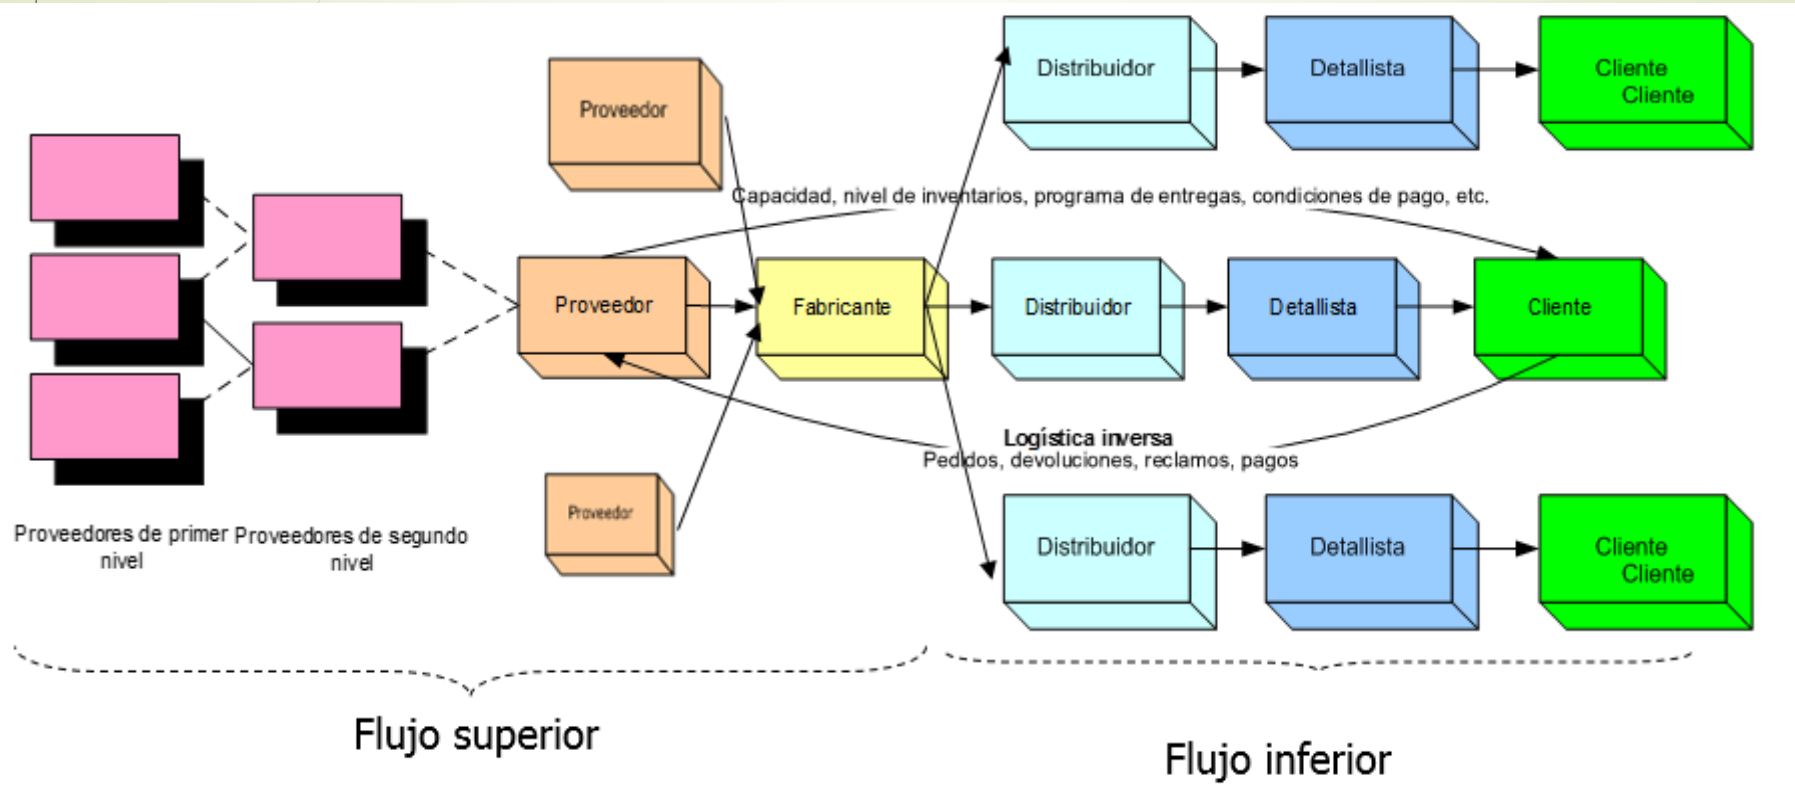 Distribuidor
Detallista
Cliente
Cliente
Proveedor
Capacidad, nivel de inventarios, programa de entregas, condiciones de pago, etc.
Proveedor
Fabricante
Distribuidor
Detallista
Cliente
Logística inversa
Pedidos, devoluciones, reclamos, pagos
Proveedor
Distribuidor
Detallista
Cliente
Cliente
Proveedores de primer
nivel
Proveedores de segundo
nivel
Flujo superior
Flujo inferior